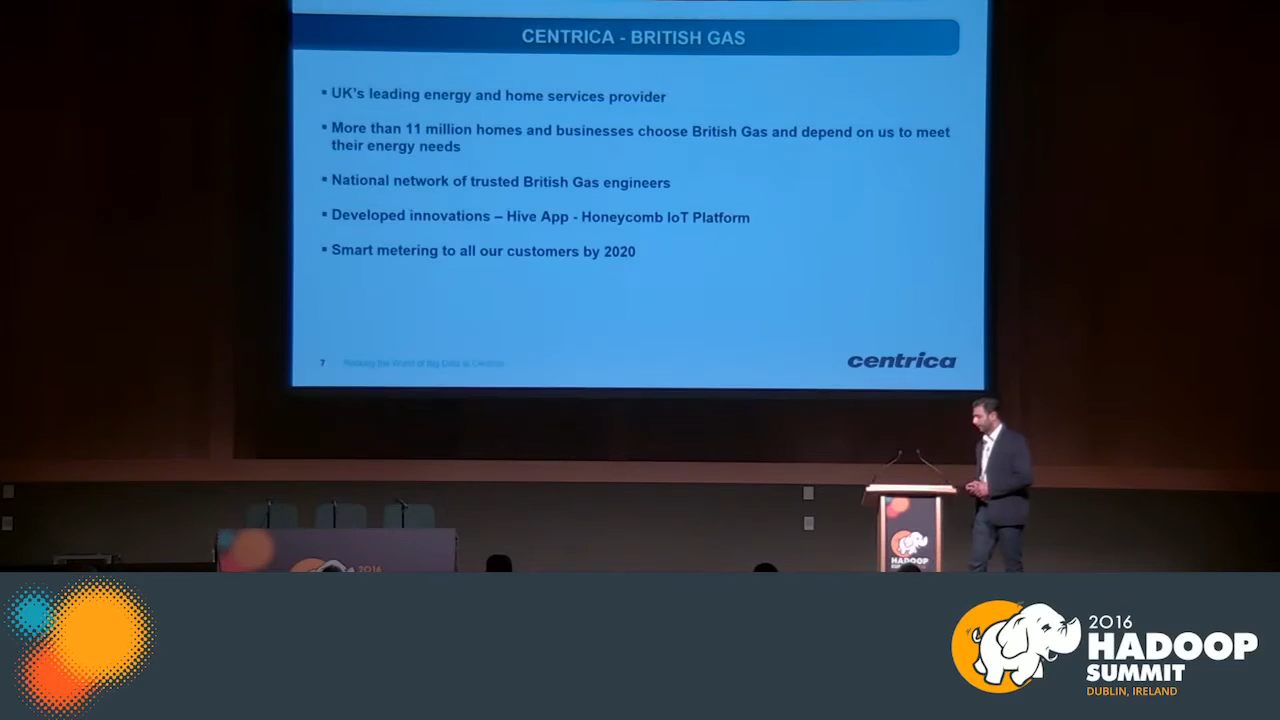 CENTRICA - BRITISH GAS
▪ UK's leading energy and home services provider
▪ More than 11 million homes and businesses choose British Gas and depend on us to meet
their energy needs
▪ National network of trusted British Gas engineers
▪ Developed innovations – Hive App - Honeycomb IoT Platform
▪ Smart metering to all our customers by 2020
7
centrica
HADOOP
2016
2016
HADOOP
SUMMIT
DUBLIN, IRELAND